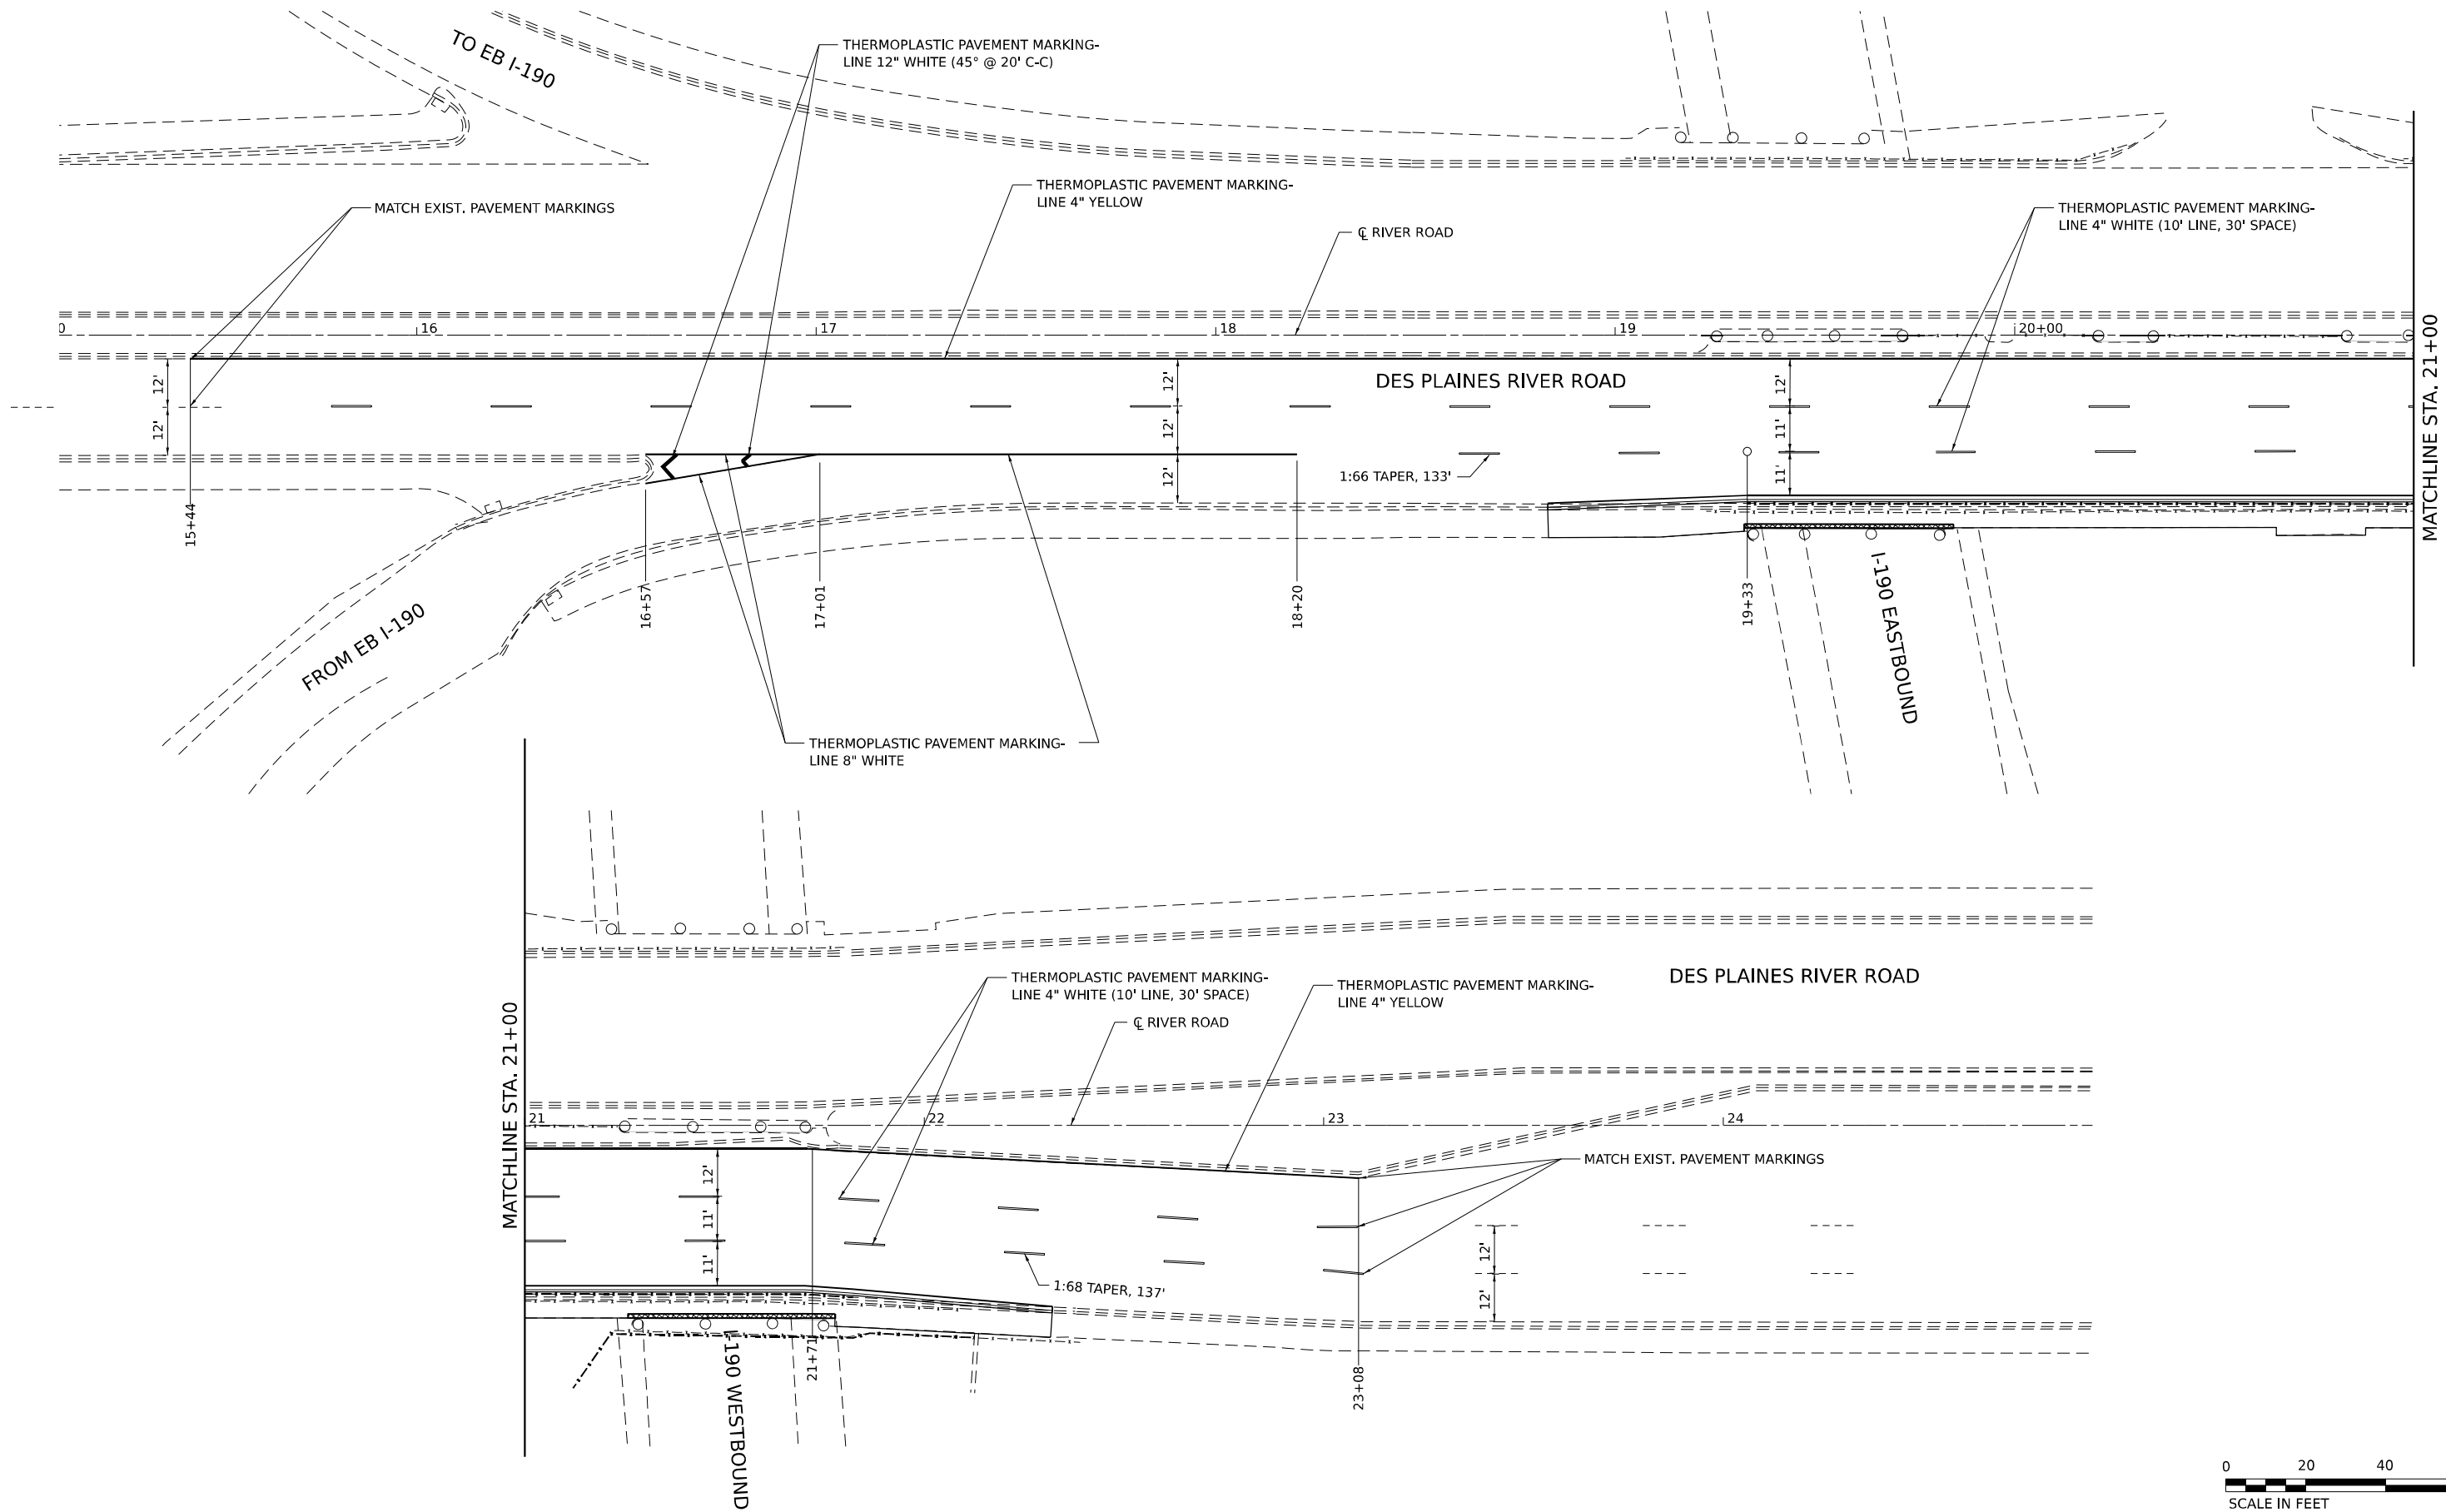 TO EB I-190
THERMOPLASTIC PAVEMENT MARKING-
LINE 12" WHITE (45° @ 20' C-C)
MATCH EXIST. PAVEMENT MARKINGS
THERMOPLASTIC PAVEMENT MARKING-
LINE 4" YELLOW
℄ RIVER ROAD
THERMOPLASTIC PAVEMENT MARKING-
LINE 4" WHITE (10' LINE, 30' SPACE)
0
16
17
18
19
20+00
MATCHLINE STA. 21+00
DES PLAINES RIVER ROAD
12'
12'
12'
12'
12'
12'
11'
11'
1:66 TAPER, 133'
15+44
16+57
17+01
18+20
19+33
FROM EB I-190
I-190 EASTBOUND
THERMOPLASTIC PAVEMENT MARKING-
LINE 8" WHITE
THERMOPLASTIC PAVEMENT MARKING-
LINE 4" WHITE (10' LINE, 30' SPACE)
THERMOPLASTIC PAVEMENT MARKING-
LINE 4" YELLOW
DES PLAINES RIVER ROAD
℄ RIVER ROAD
MATCHLINE STA. 21+00
21
22
23
24
MATCH EXIST. PAVEMENT MARKINGS
12'
11'
11'
12'
12'
1:68 TAPER, 137'
21+71
23+08
I-190 WESTBOUND
0 20 40
SCALE IN FEET